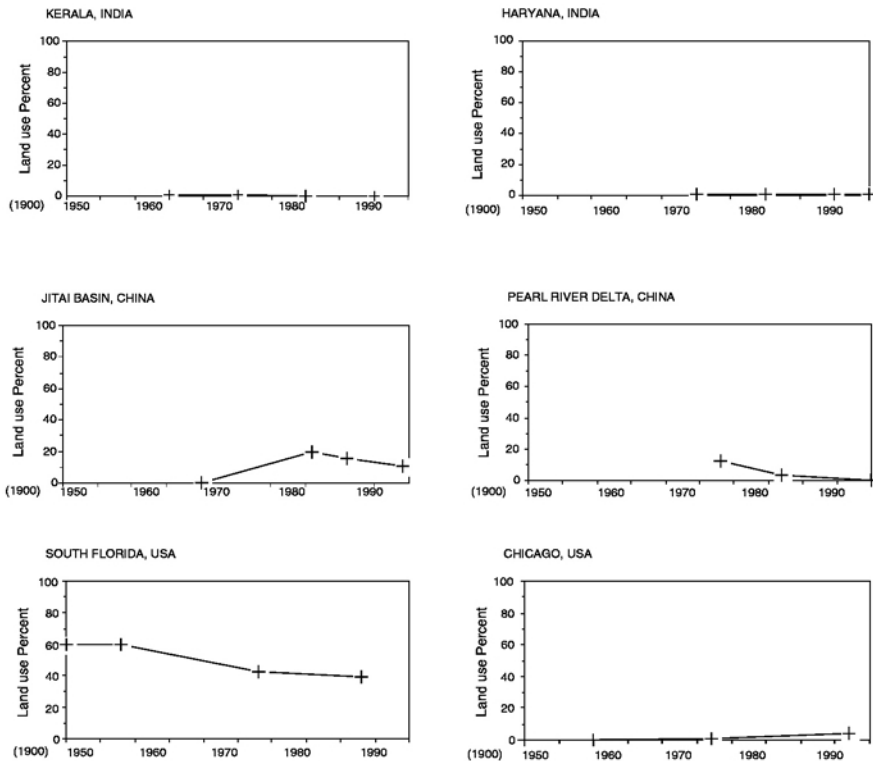 KERALA, INDIA
Land use Percent
100
80
60
40
20
0
(1900) 1950 1960 1970 1980 1990
HARYANA, INDIA
Land use Percent
100
80
60
40
20
0
(1900) 1950 1960 1970 1980 1990
JITAI BASIN, CHINA
Land use Percent
100
80
60
40
20
0
(1900) 1950 1960 1970 1980 1990
PEARL RIVER DELTA, CHINA
Land use Percent
100
80
60
40
20
0
(1900) 1950 1960 1970 1980 1990
SOUTH FLORIDA, USA
Land use Percent
100
80
60
40
20
0
(1900) 1950 1960 1970 1980 1990
CHICAGO, USA
Land use Percent
100
80
60
40
20
0
(1900) 1950 1960 1970 1980 1990